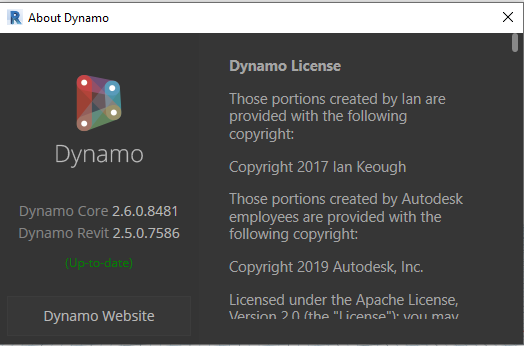 About Dynamo
Dynamo
Dynamo Core 2.6.0.8481
Dynamo Revit 2.5.0.7586
(Up-to-date)
Dynamo Website
Dynamo License
Those portions created by Ian are
provided with the following
copyright:
Copyright 2017 Ian Keough
Those portions created by Autodesk
employees are provided with the
following copyright:
Copyright 2019 Autodesk, Inc.
Licensed under the Apache License,
Version 2.0 (the "License"); you may